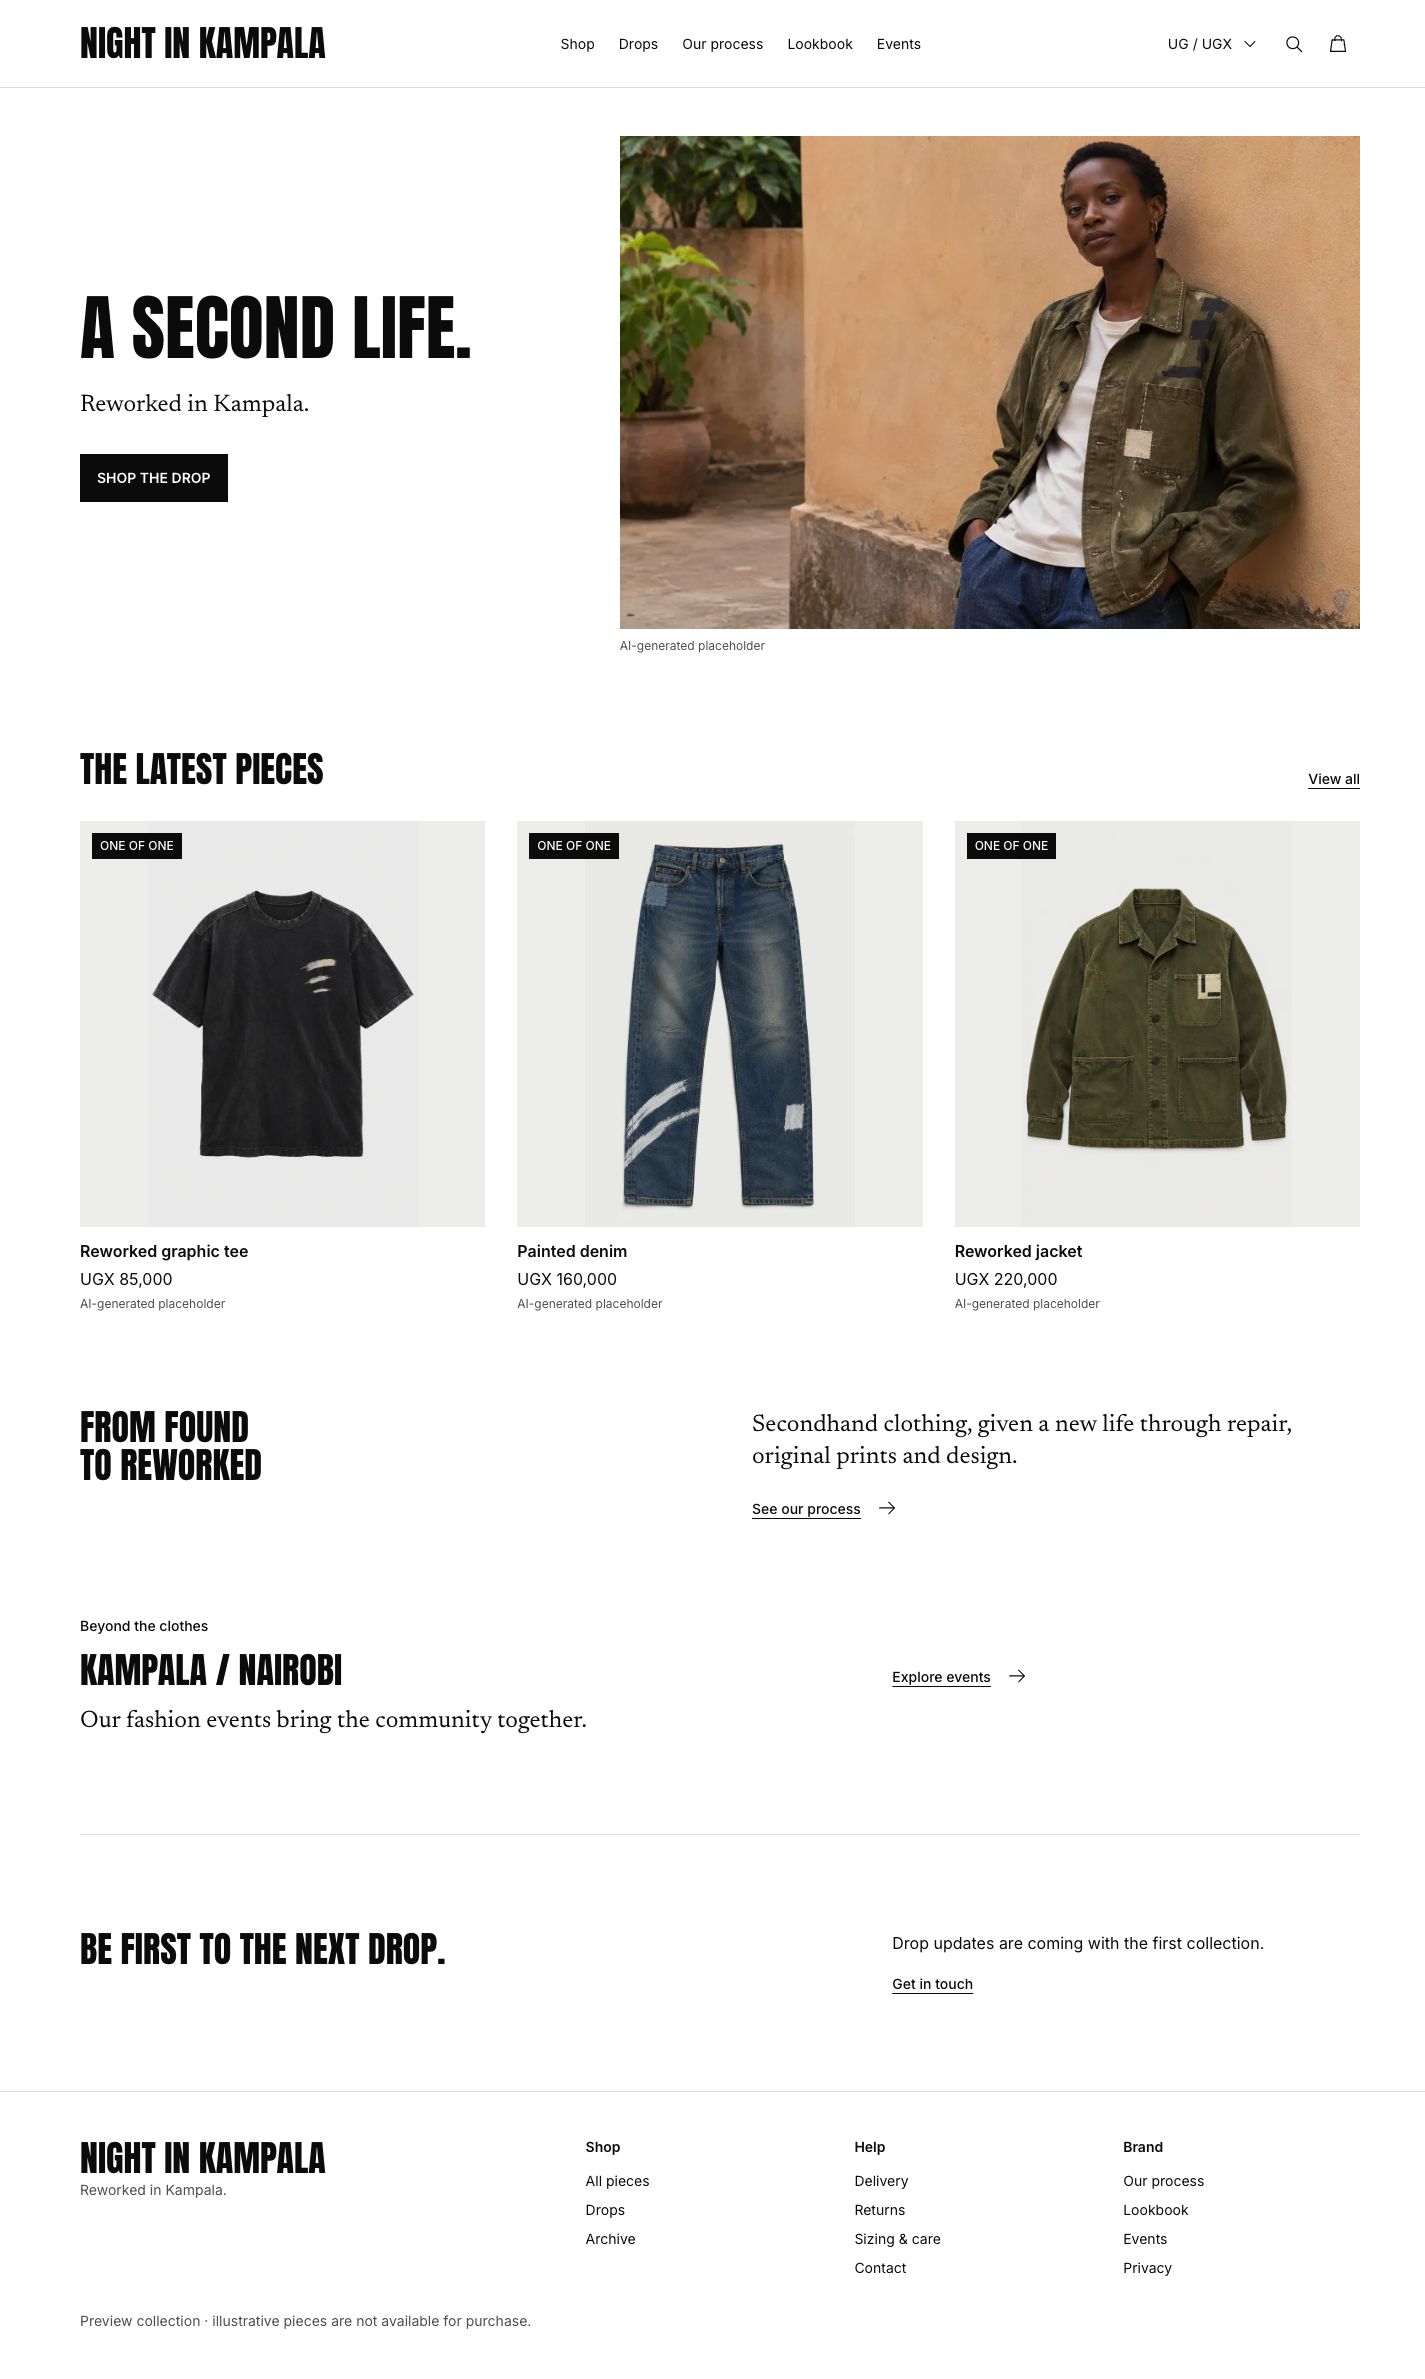 NIGHT IN KAMPALA
Shop Drops Our process Lookbook Events
UG / UGX
A SECOND LIFE.
Reworked in Kampala.
SHOP THE DROP
AI-generated placeholder
THE LATEST PIECES
View all
ONE OF ONE
Reworked graphic tee
UGX 85,000
AI-generated placeholder
ONE OF ONE
Painted denim
UGX 160,000
AI-generated placeholder
ONE OF ONE
Reworked jacket
UGX 220,000
AI-generated placeholder
FROM FOUND
TO REWORKED
Secondhand clothing, given a new life through repair,
original prints and design.
See our process
Beyond the clothes
KAMPALA / NAIROBI
Our fashion events bring the community together.
Explore events
BE FIRST TO THE NEXT DROP.
Drop updates are coming with the first collection.
Get in touch
NIGHT IN KAMPALA
Reworked in Kampala.
Shop
All pieces
Drops
Archive
Help
Delivery
Returns
Sizing & care
Contact
Brand
Our process
Lookbook
Events
Privacy
Preview collection · illustrative pieces are not available for purchase.